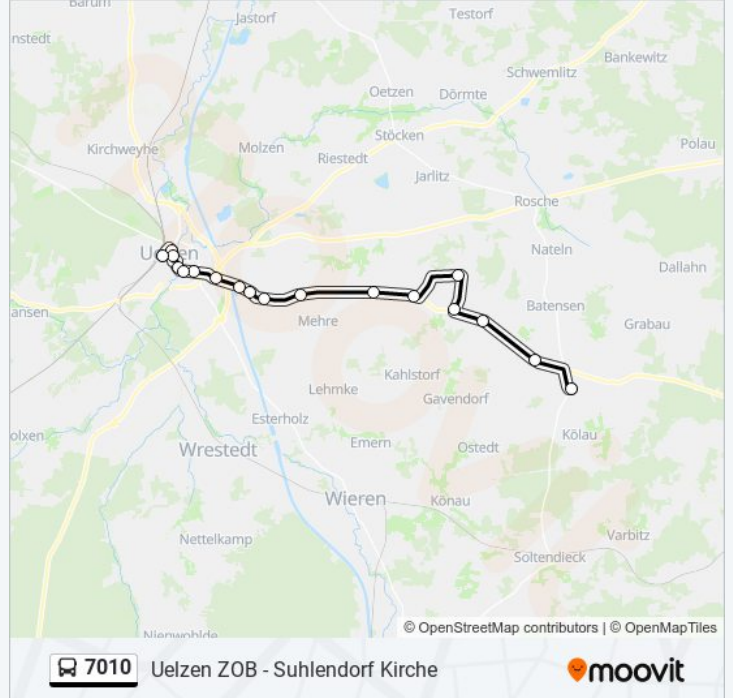 Barum
Jastorf
Testorf
nstedt
Bankewitz
Schwemlitz
Oetzen
Dörmte
Stöcken
Kirchweyhe
Molzen
Riestedt
Polau
Jarlitz
Rosche
Uelzen
Nateln
Dallahn
ansen
Batensen
Mehre
Grabau
Kahlstorf
Lehmke
Gavendorf
Esterholz
Kölau
olxen
Emern
Ostedt
Wrestedt
Wieren
Könau
Nettelkamp
Varbitz
Soltendieck
Nienwohlde
© OpenStreetMap contributors | © OpenMapTiles
7010 Uelzen ZOB - Suhlendorf Kirche
moovit